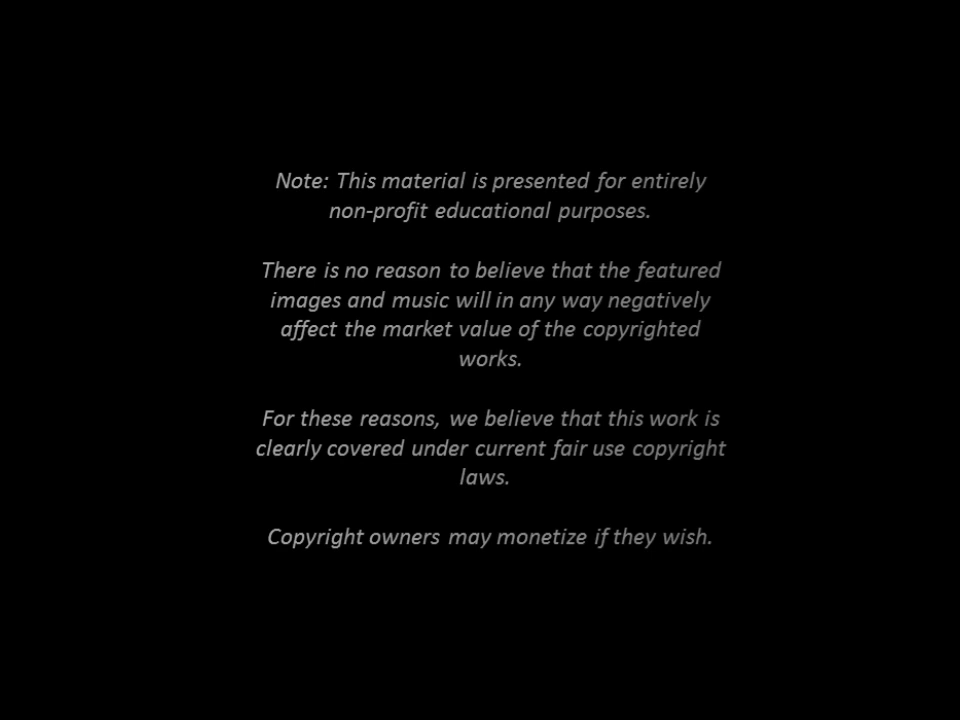 Note: This material is presented for entirely
non-profit educational purposes.
There is no reason to believe that the featured
images and music will in any way negatively
affect the market value of the copyrighted
works.
For these reasons, we believe that this work is
clearly covered under current fair use copyright
laws.
Copyright owners may monetize if they wish.